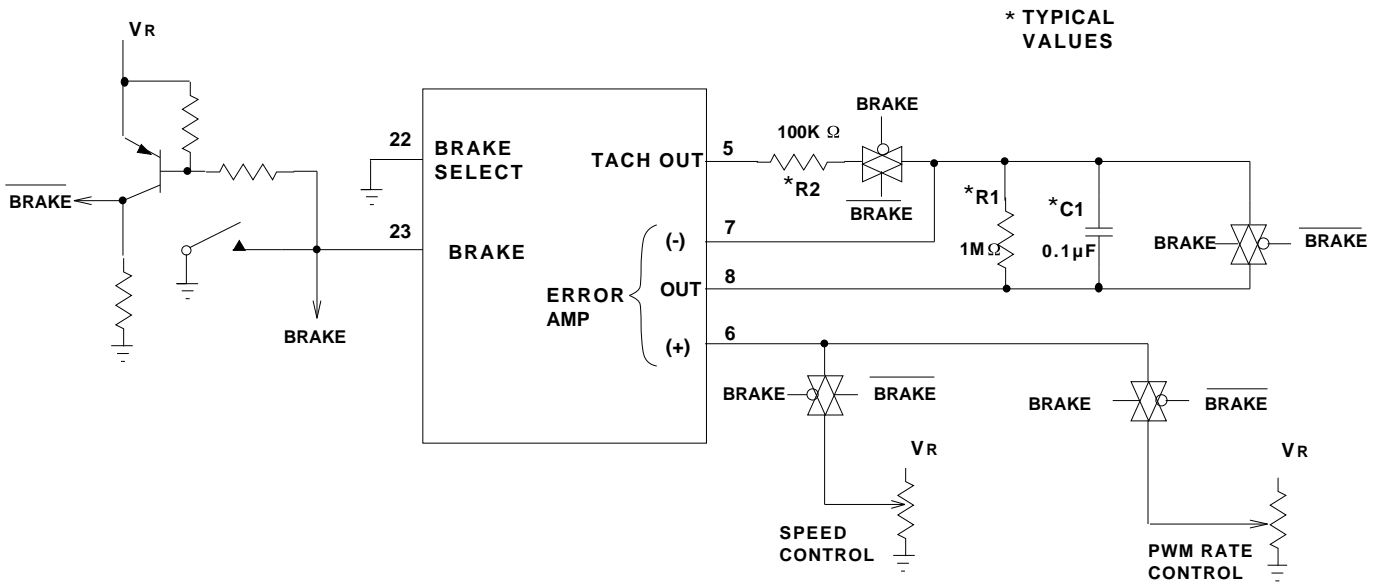 * TYPICAL
VALUES
VR
BRAKE
22
BRAKE
SELECT
23
BRAKE
BRAKE
TACH OUT
5
100K Ω
*R2
BRAKE
BRAKE
ERROR
AMP
(-)
7
OUT
8
(+)
6
*R1
1MΩ
*C1
0.1µF
BRAKE
BRAKE
BRAKE
BRAKE
VR
SPEED
CONTROL
BRAKE
BRAKE
VR
PWM RATE
CONTROL